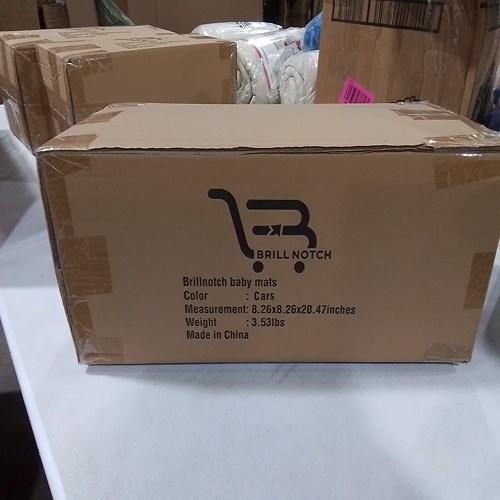 BRILL NOTCH
Brillnotch baby mats
Color : Cars
Measurement: 8.26x8.26x20.47inches
Weight : 3.53lbs
Made in China